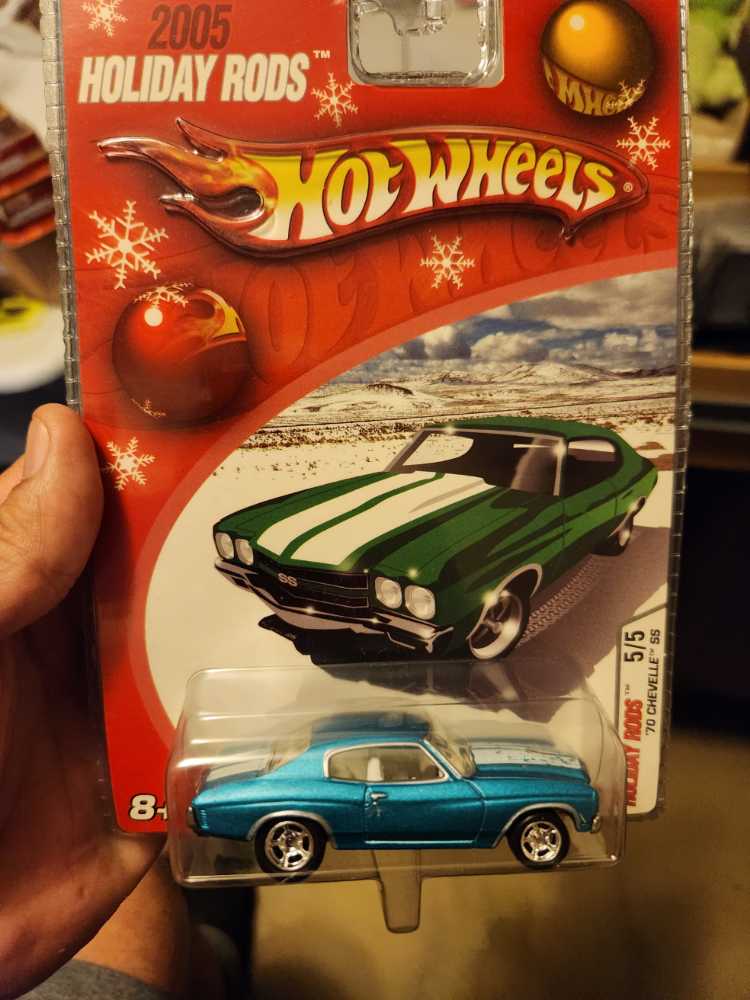 2005
HOLIDAY RODS™
HOT WHEELS®
SS
HOLIDAY RODS™ 5/5
'70 CHEVELLE™ SS
8+